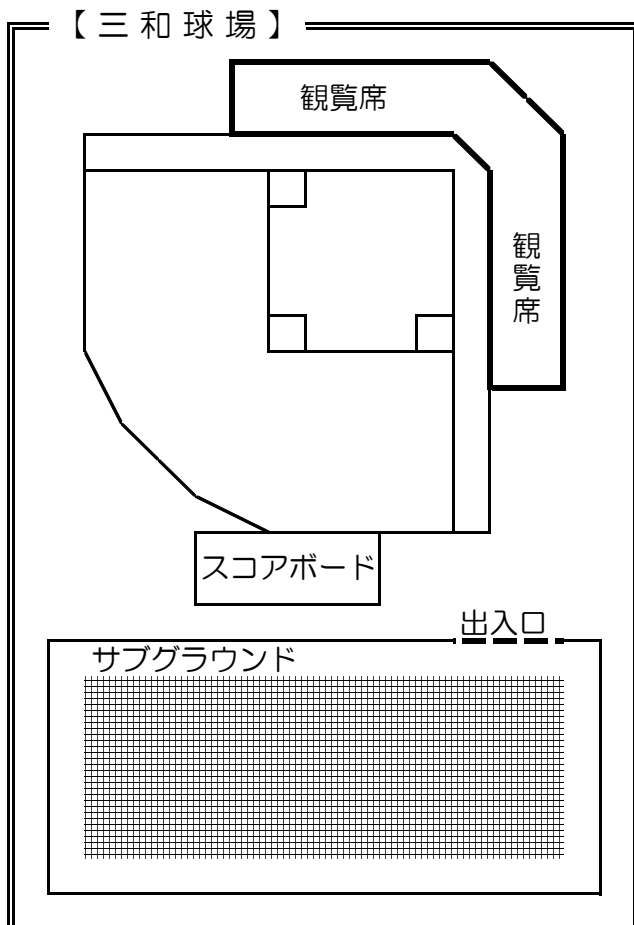 【三和球場】
観覧席
観覧席
スコアボード
出入口
サブグラウンド